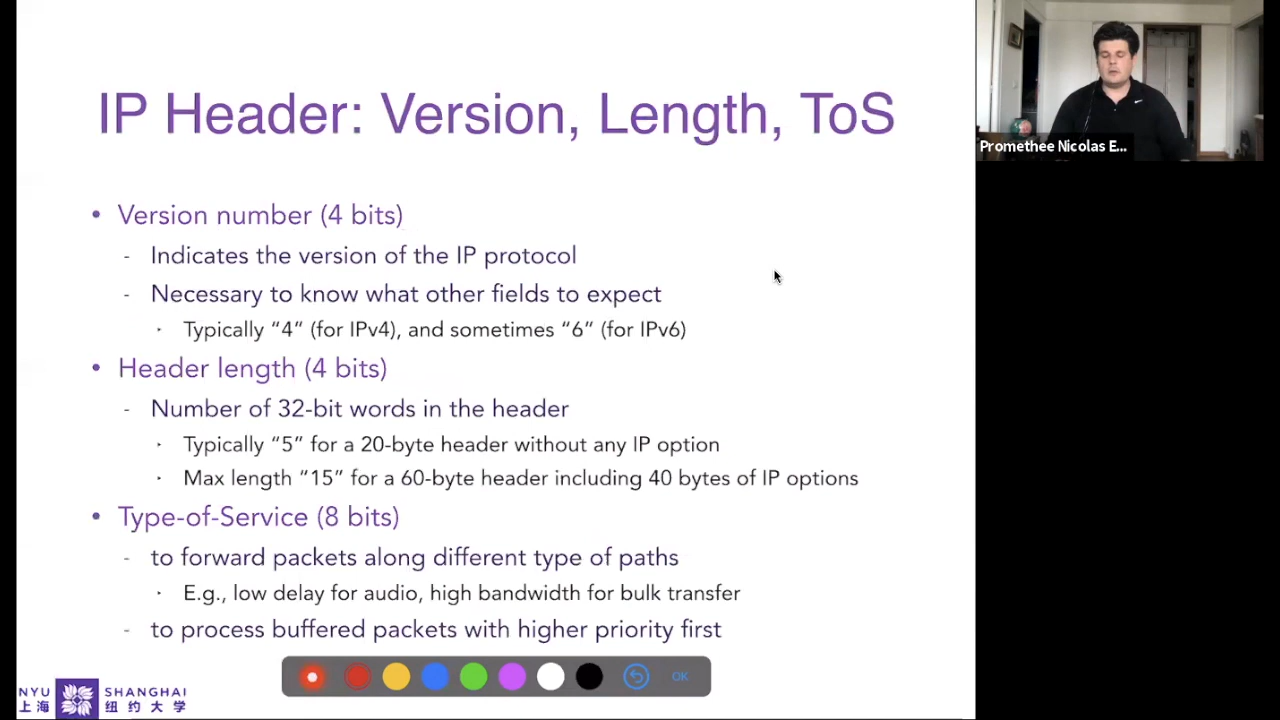 IP Header: Version, Length, ToS
Promethee Nicolas E...
• Version number (4 bits)
- Indicates the version of the IP protocol
- Necessary to know what other fields to expect
‣ Typically “4” (for IPv4), and sometimes “6” (for IPv6)
• Header length (4 bits)
- Number of 32-bit words in the header
‣ Typically “5” for a 20-byte header without any IP option
‣ Max length “15” for a 60-byte header including 40 bytes of IP options
• Type-of-Service (8 bits)
- to forward packets along different type of paths
‣ E.g., low delay for audio, high bandwidth for bulk transfer
- to process buffered packets with higher priority first
OK
NYU SHANGHAI
上海 纽约大学